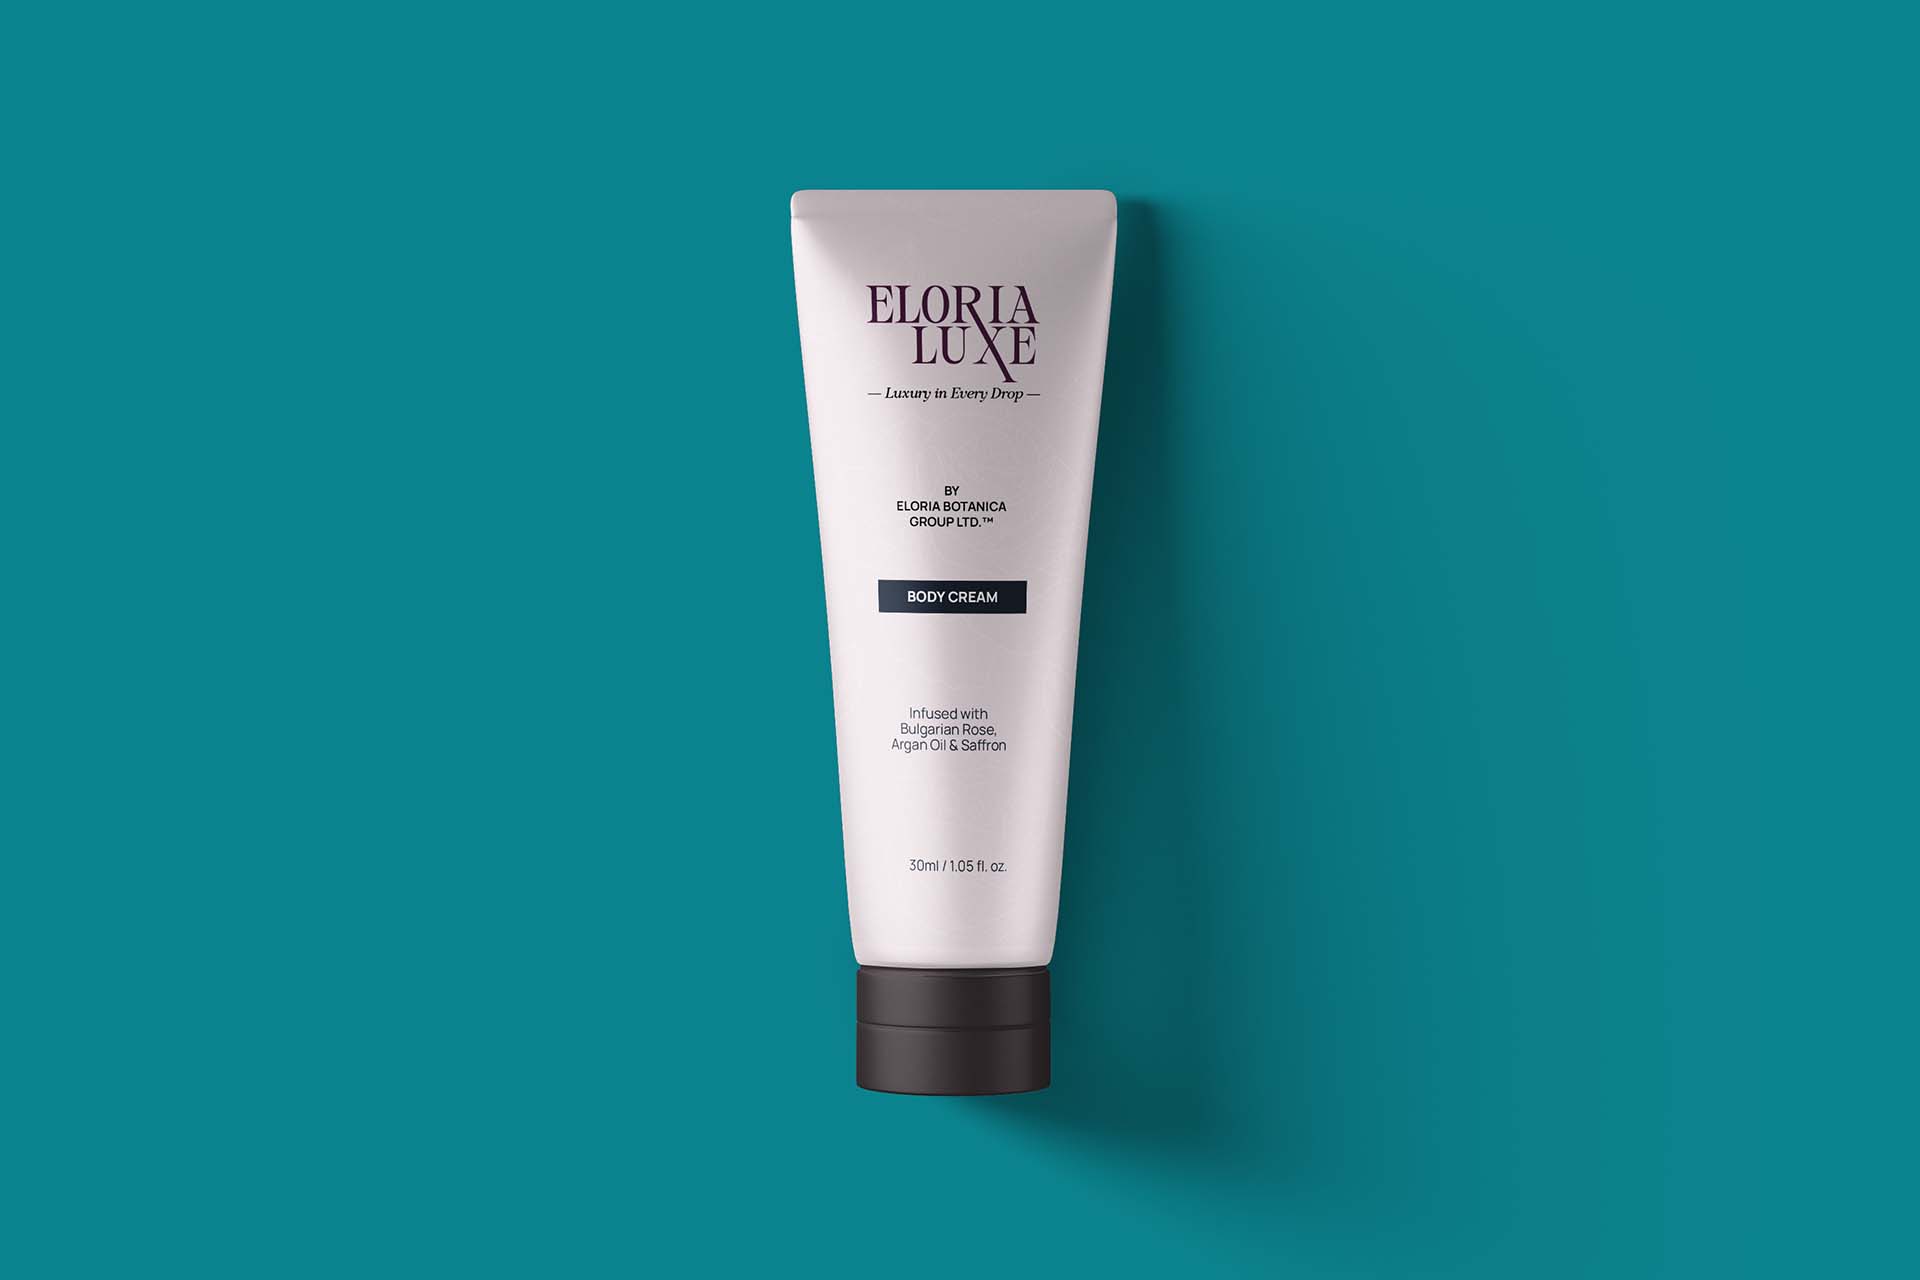 ELORIA
LUXE
— Luxury in Every Drop —
BY
ELORIA BOTANICA
GROUP LTD.™
BODY CREAM
Infused with
Bulgarian Rose,
Argan Oil & Saffron
30ml / 1.05 fl. oz.